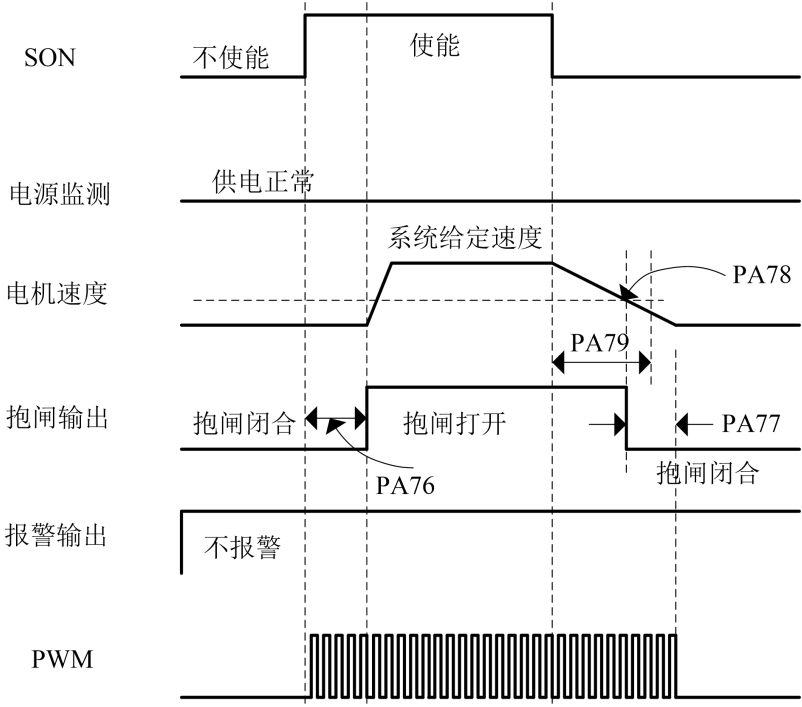 SON
不使能
使能
电源监测
供电正常
系统给定速度
电机速度
PA78
PA79
抱闸输出
抱闸闭合
抱闸打开
PA77
抱闸闭合
PA76
报警输出
不报警
PWM